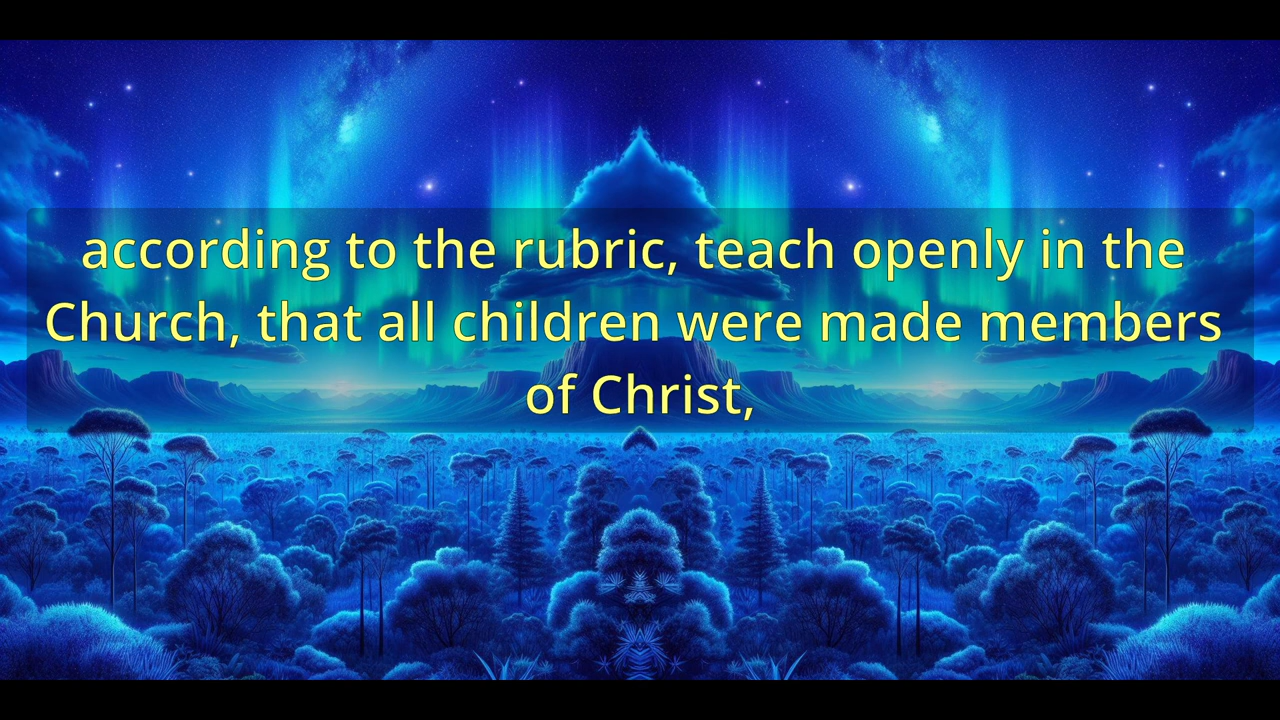 according to the rubric, teach openly in the
Church, that all children were made members
of Christ,